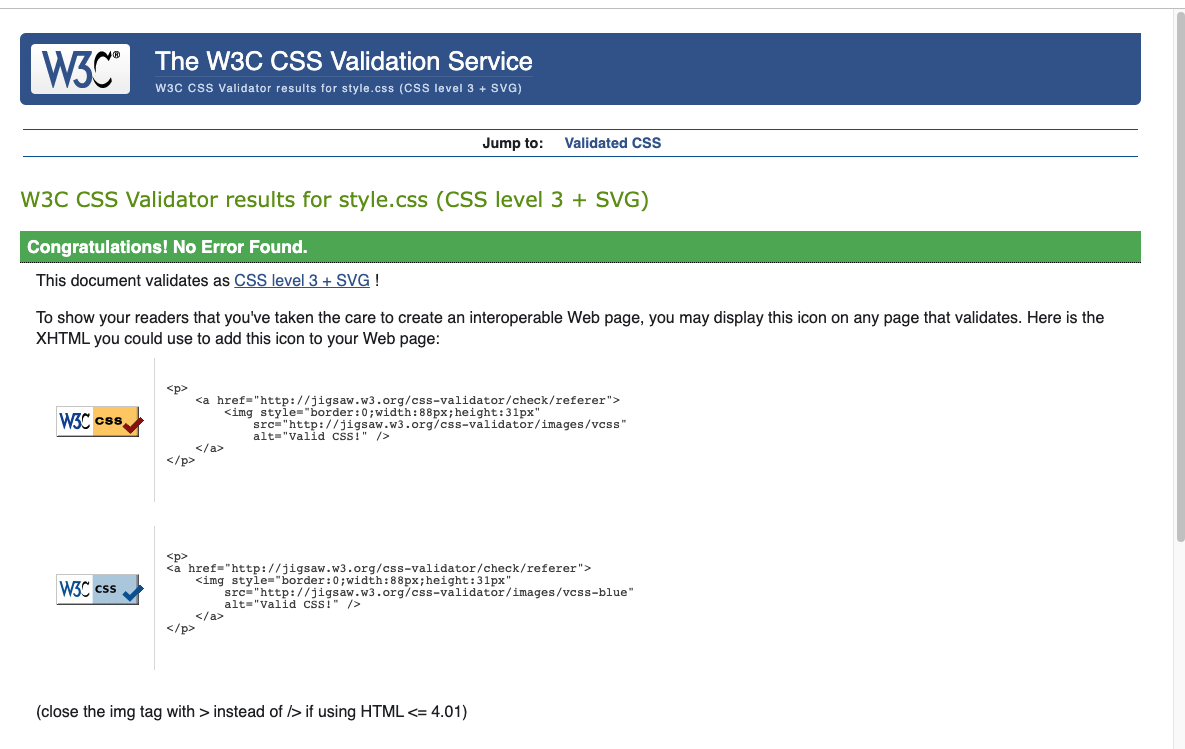 W3C®
The W3C CSS Validation Service
W3C CSS Validator results for style.css (CSS level 3 + SVG)
Jump to: Validated CSS
W3C CSS Validator results for style.css (CSS level 3 + SVG)
Congratulations! No Error Found.
This document validates as CSS level 3 + SVG !
To show your readers that you've taken the care to create an interoperable Web page, you may display this icon on any page that validates. Here is the
XHTML you could use to add this icon to your Web page:
W3C css
<p>
    <a href="http://jigsaw.w3.org/css-validator/check/referer">
        <img style="border:0;width:88px;height:31px"
            src="http://jigsaw.w3.org/css-validator/images/vcss"
            alt="Valid CSS!" />
    </a>
</p>
W3C css
<p>
<a href="http://jigsaw.w3.org/css-validator/check/referer">
    <img style="border:0;width:88px;height:31px"
        src="http://jigsaw.w3.org/css-validator/images/vcss-blue"
        alt="Valid CSS!" />
    </a>
</p>
(close the img tag with > instead of /> if using HTML <= 4.01)